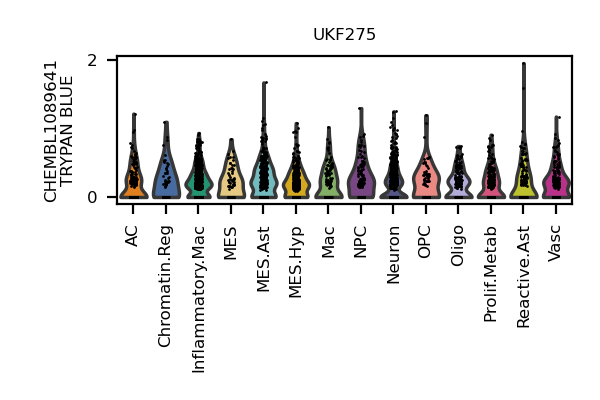 UKF275
CHEMBL1089641
TRYPAN BLUE
2
0
AC
Chromatin.Reg
Inflammatory.Mac
MES
MES.Ast
MES.Hyp
Mac
NPC
Neuron
OPC
Oligo
Prolif.Metab
Reactive.Ast
Vasc